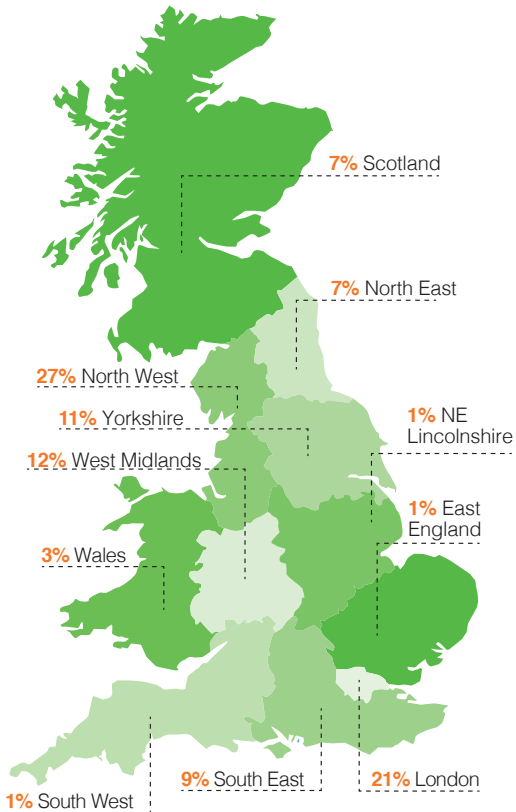 7% Scotland
7% North East
27% North West
11% Yorkshire
1% NE
Lincolnshire
12% West Midlands
1% East
England
3% Wales
9% South East
21% London
1% South West